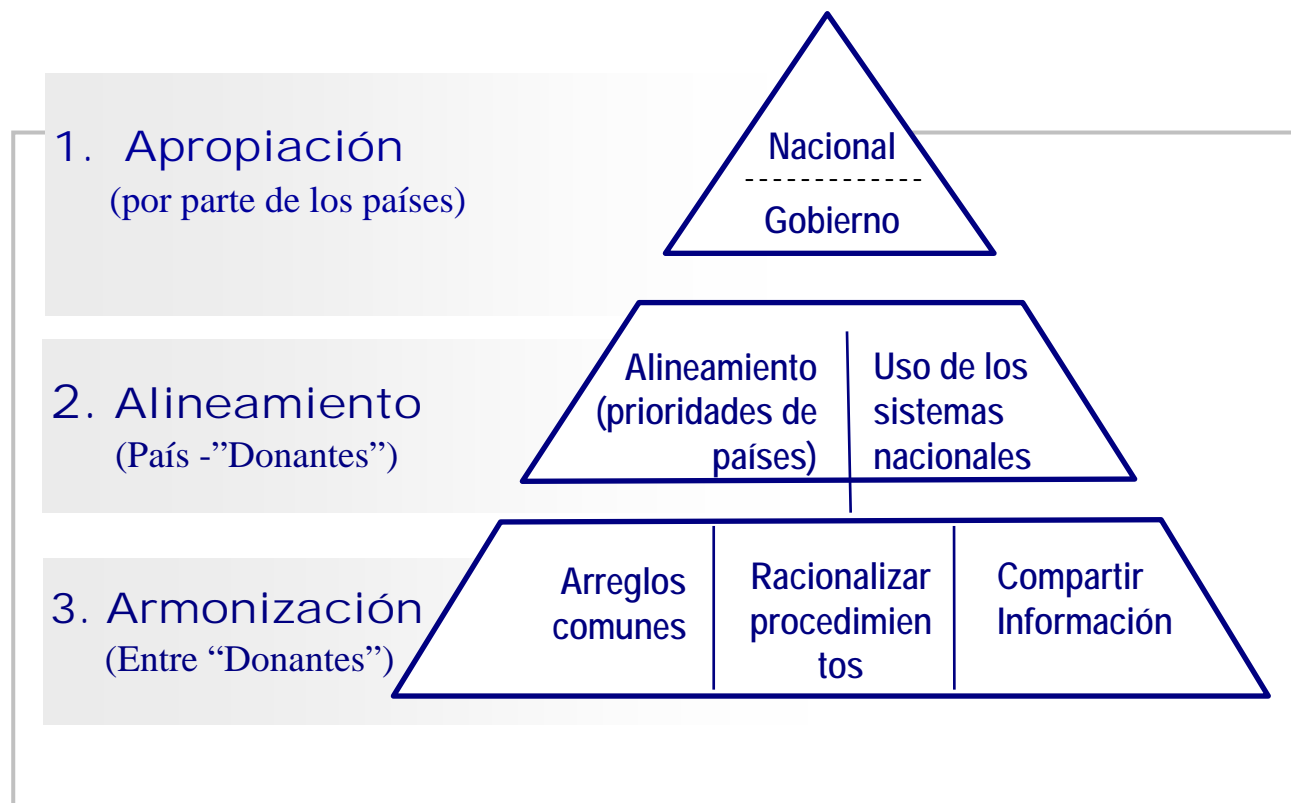 1. Apropiación
(por parte de los países)
Nacional
Gobierno
2. Alineamiento
(País -”Donantes”)
Alineamiento
(prioridades de
países)
Uso de los
sistemas
nacionales
3. Armonización
(Entre “Donantes”)
Arreglos
comunes
Racionalizar
procedimien
tos
Compartir
Información